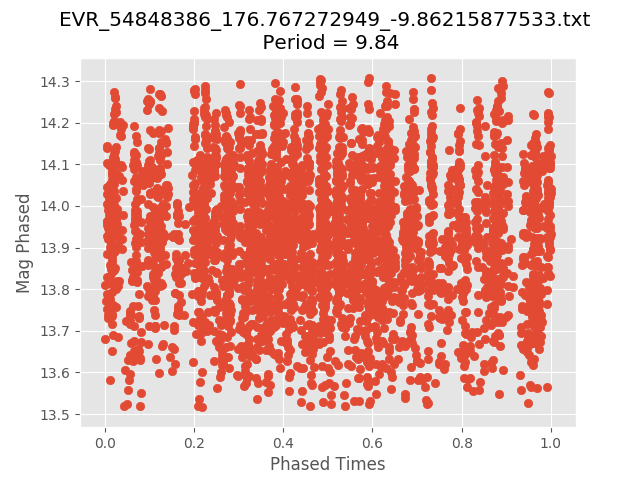 EVR_54848386_176.767272949_-9.86215877533.txt
Period = 9.84
14.3
14.2
14.1
14.0
13.9
13.8
13.7
13.6
13.5
Mag Phased
0.0 0.2 0.4 0.6 0.8 1.0
Phased Times